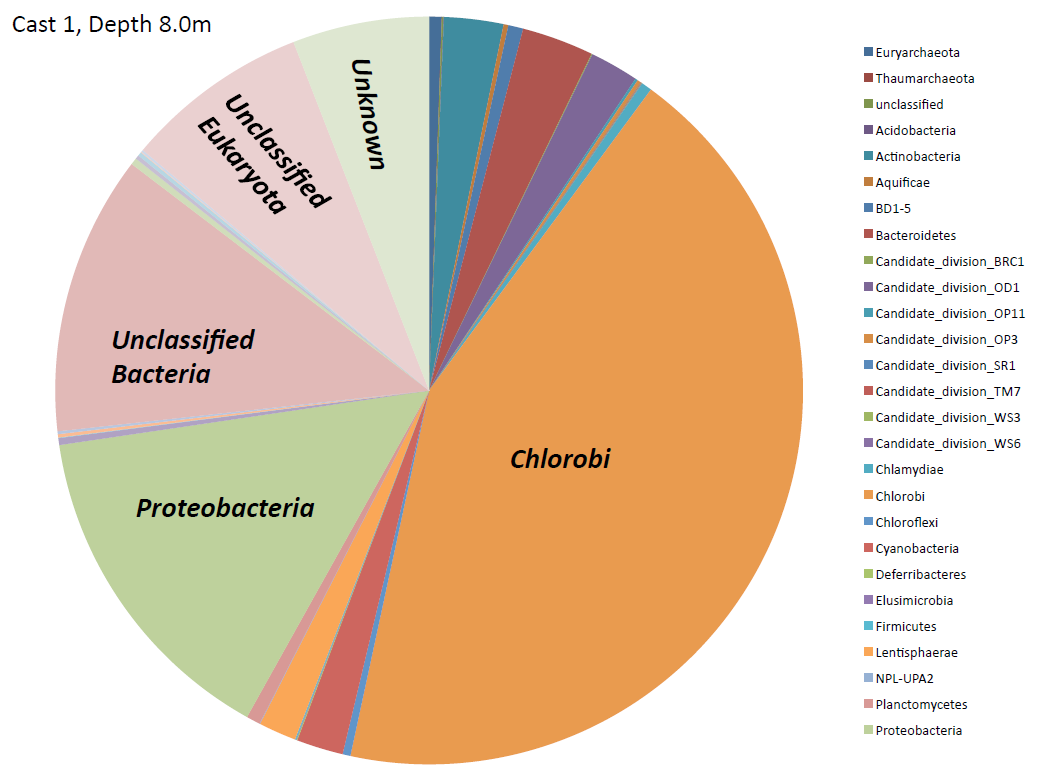 Cast 1, Depth 8.0m
Unknown
Unclassified
Eukaryota
Unclassified
Bacteria
Chlorobi
Proteobacteria
Euryarchaeota
Thaumarchaeota
unclassified
Acidobacteria
Actinobacteria
Aquificae
BD1-5
Bacteroidetes
Candidate_division_BRC1
Candidate_division_OD1
Candidate_division_OP11
Candidate_division_OP3
Candidate_division_SR1
Candidate_division_TM7
Candidate_division_WS3
Candidate_division_WS6
Chlamydiae
Chlorobi
Chloroflexi
Cyanobacteria
Deferribacteres
Elusimicrobia
Firmicutes
Lentisphaerae
NPL-UPA2
Planctomycetes
Proteobacteria